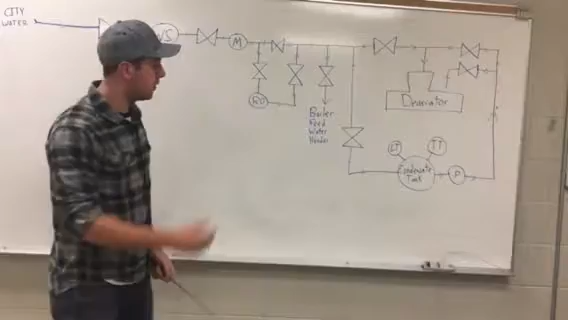 CITY
WATER
WS
M
RO
Boiler
Feed
Water
Header
Deaerator
LT
TT
Condensate
Tank
P